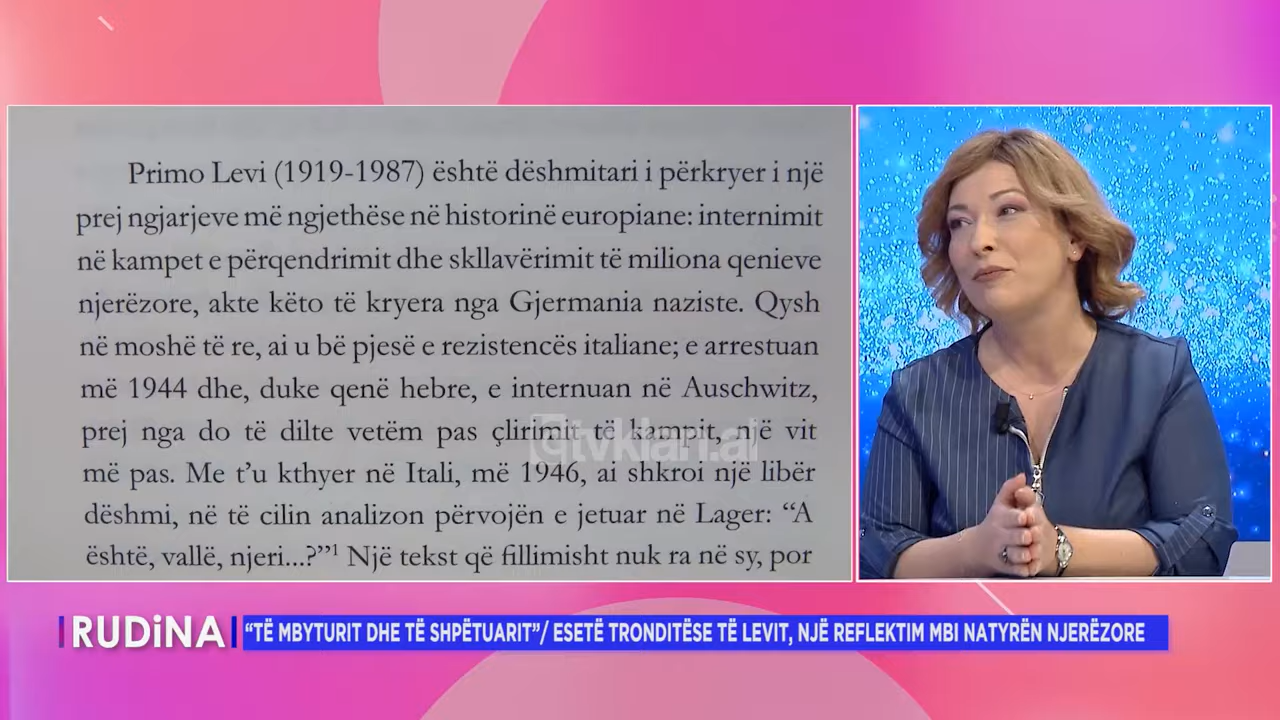 Primo Levi (1919-1987) është dëshmitari i përkryer i një
prej ngjarjeve më ngjethëse në historinë europiane: internimit
në kampet e përqendrimit dhe skllavërimit të miliona qenieve
njerëzore, akte këto të kryera nga Gjermania naziste. Qysh
në moshë të re, ai u bë pjesë e rezistencës italiane; e arrestuan
më 1944 dhe, duke qenë hebre, e internuan në Auschwitz,
prej nga do të dilte vetëm pas çlirimit të kampit, një vit
më pas. Me t’u kthyer në Itali, më 1946, ai shkroi një libër
dëshmi, në të cilin analizon përvojën e jetuar në Lager: “A
është, vallë, njeri...?”¹ Një tekst që fillimisht nuk ra në sy, por
tvklan.al
RUDiNA
“TË MBYTURIT DHE TË SHPËTUARIT”/ ESETË TRONDITËSE TË LEVIT, NJË REFLEKTIM MBI NATYRËN NJERËZORE